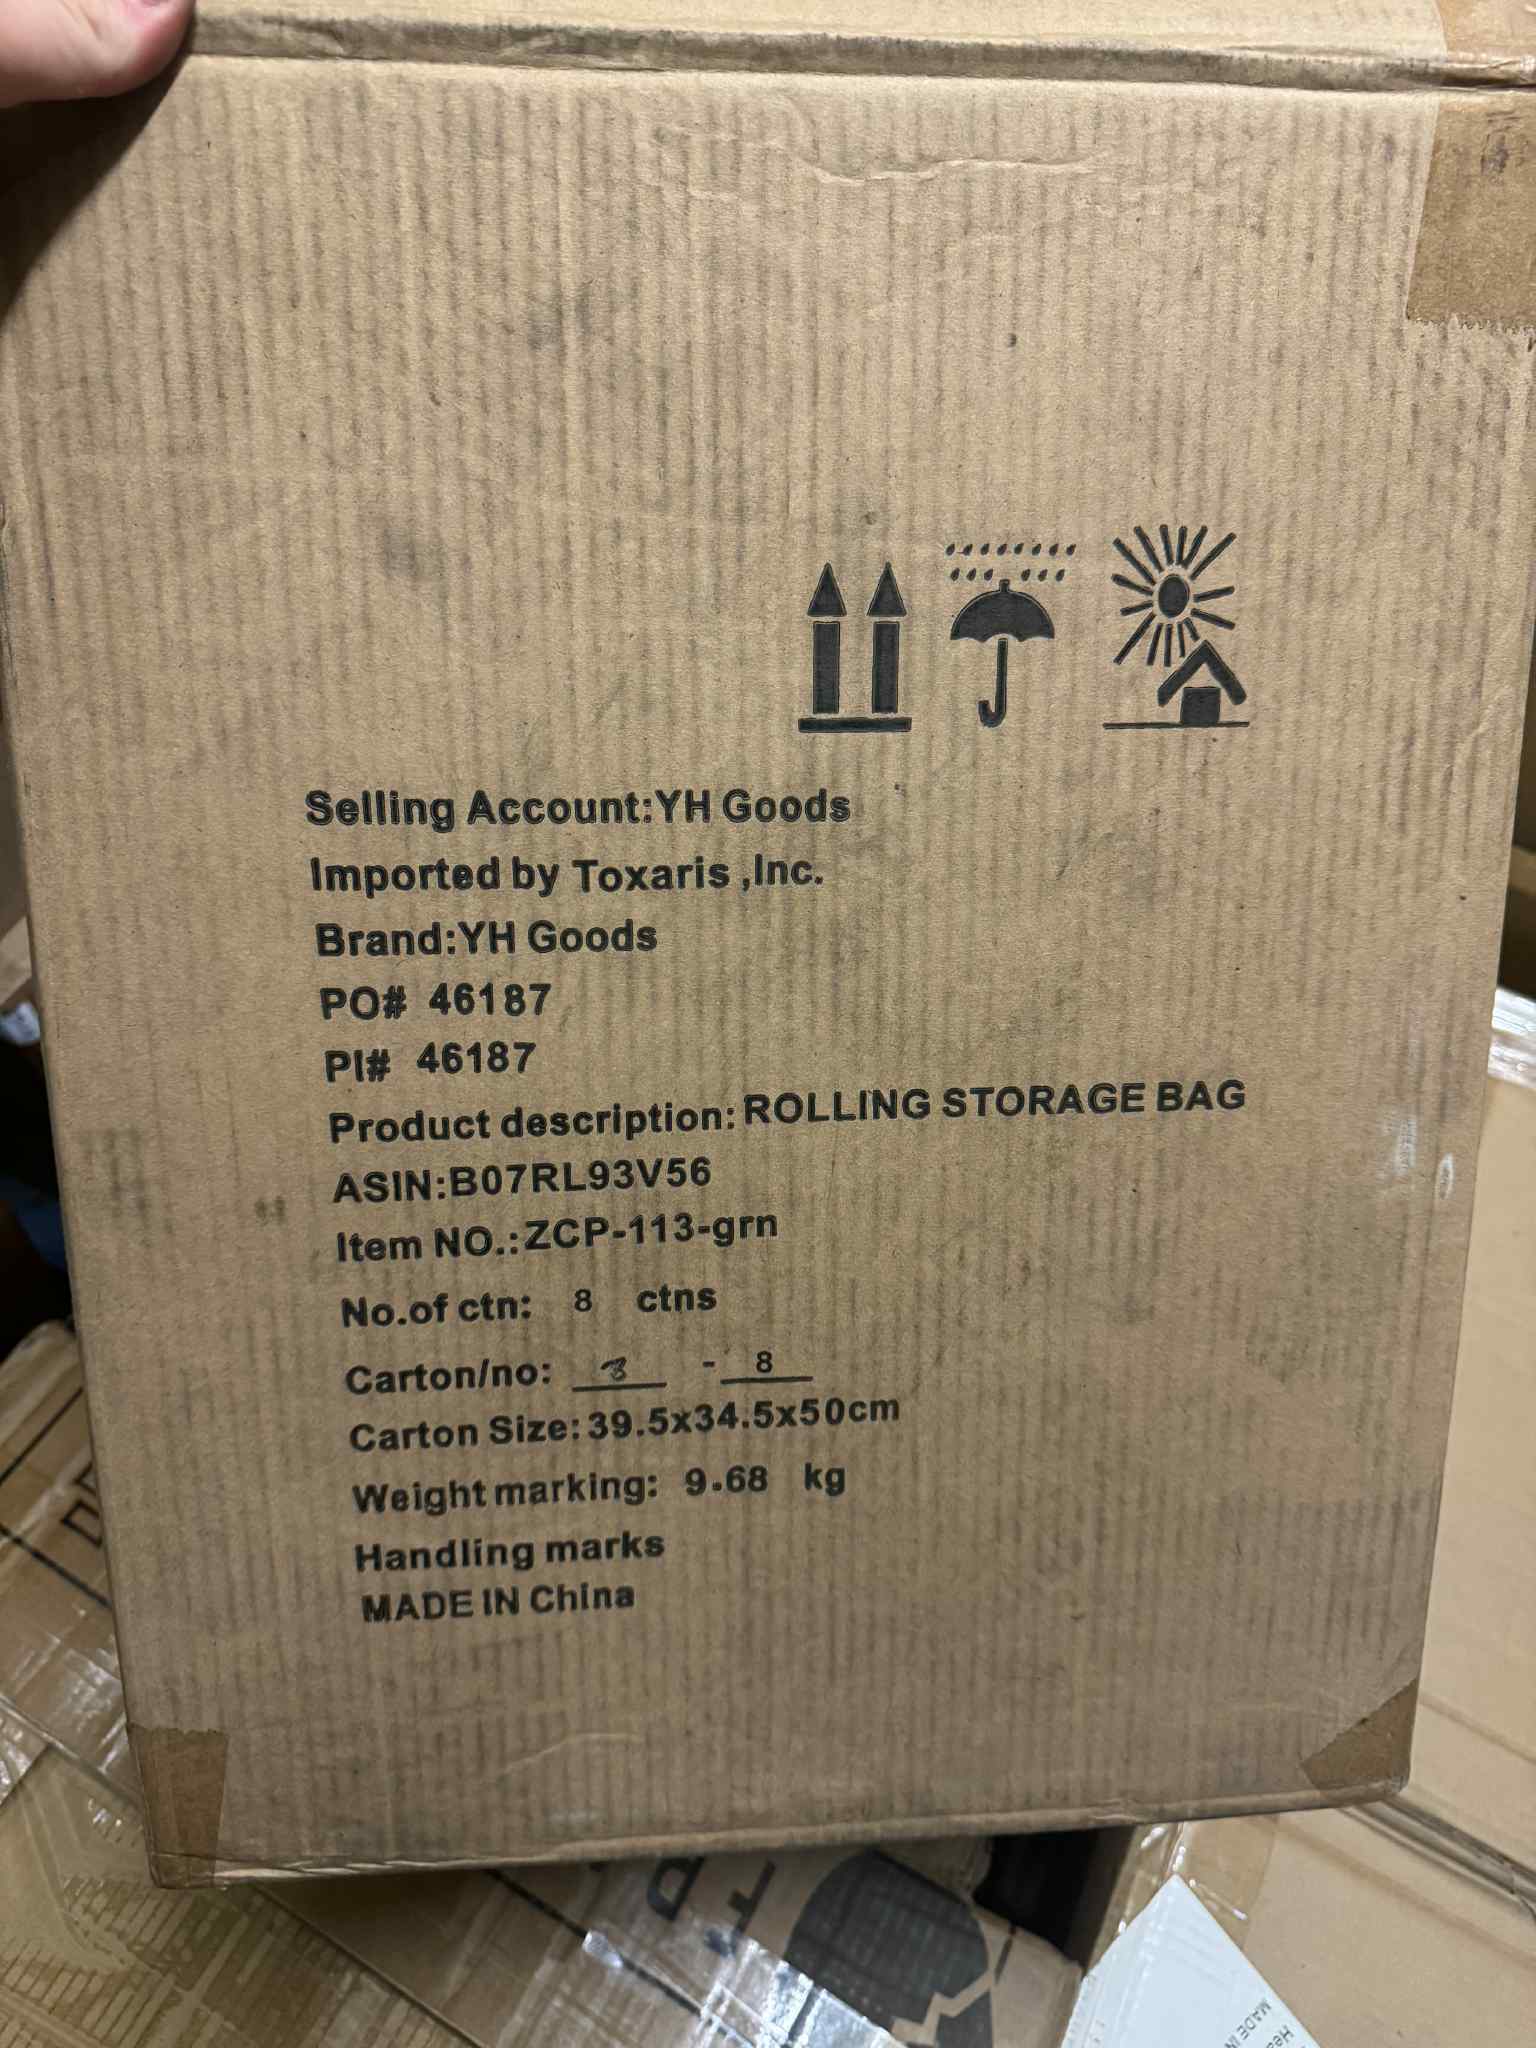 Selling Account:YH Goods
Imported by Toxaris ,Inc.
Brand:YH Goods
PO# 46187
PI# 46187
Product description:ROLLING STORAGE BAG
ASIN:B07RL93V56
Item NO.:ZCP-113-grn
No.of ctn: 8 ctns
Carton/no: 3 - 8
Carton Size:39.5x34.5x50cm
Weight marking: 9.68 kg
Handling marks
MADE IN China
MADE IN